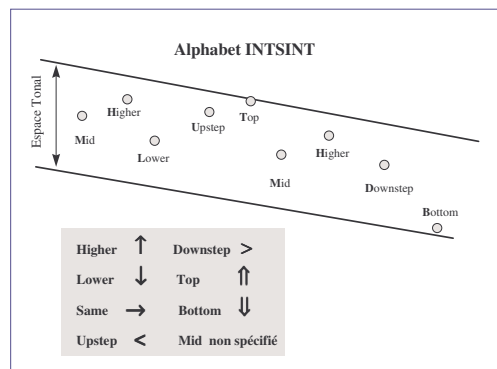 Alphabet INTSINT
Espace Tonal
Higher
Mid
Lower
Upstep
Top
Mid
Higher
Downstep
Bottom
Higher ↑ Downstep >
Lower ↓ Top ⇑
Same → Bottom ⇓
Upstep < Mid non spécifié